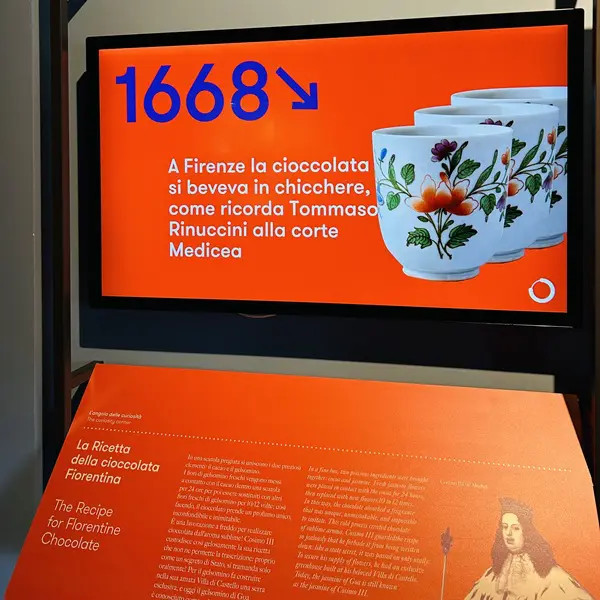 1668↘
A Firenze la cioccolata
si beveva in chicchere,
come ricorda Tommaso
Rinuccini alla corte
Medicea
L'angolo delle curiosità
The curiosity corner
La Ricetta
della cioccolata
Fiorentina
The Recipe
for Florentine
Chocolate
In una scatola pregiata si univano i due preziosi
elementi: il cacao e il gelsomino.
I fiori di gelsomino freschi vengono messi
a contatto con il cacao dentro una scatola
per 24 ore per poi essere sostituiti con altri
fiori freschi di gelsomino per 10/12 volte: così
facendo, il cioccolato prende un profumo unico,
inconfondibile e inimitabile.
È una lavorazione a freddo per realizzare
cioccolata dall'aroma sublime! Cosimo III
custodisce così gelosamente la sua ricetta
che non ne permette la trascrizione: proprio
come un segreto di Stato, si tramanda solo
oralmente! Per il gelsomino fa costruire
nella sua amata Villa di Castello una serra
esclusiva, e oggi il gelsomino di Goa
è conosciuto
In a fine box, two precious ingredients were brought
together: cocoa and jasmine. Fresh jasmine flowers
were placed in contact with the cocoa for 24 hours,
then replaced with new flowers 10 to 12 times.
In this way, the chocolate absorbed a fragrance
that was unique, unmistakable, and impossible
to imitate. This cold process created chocolate
of sublime aroma. Cosimo III guarded the recipe
so jealously that he forbade it from being written
down: like a state secret, it was passed on only orally.
To secure his supply of flowers, he had an exclusive
greenhouse built at his beloved Villa di Castello.
Today, the jasmine of Goa is still known
as the jasmine of Cosimo III.